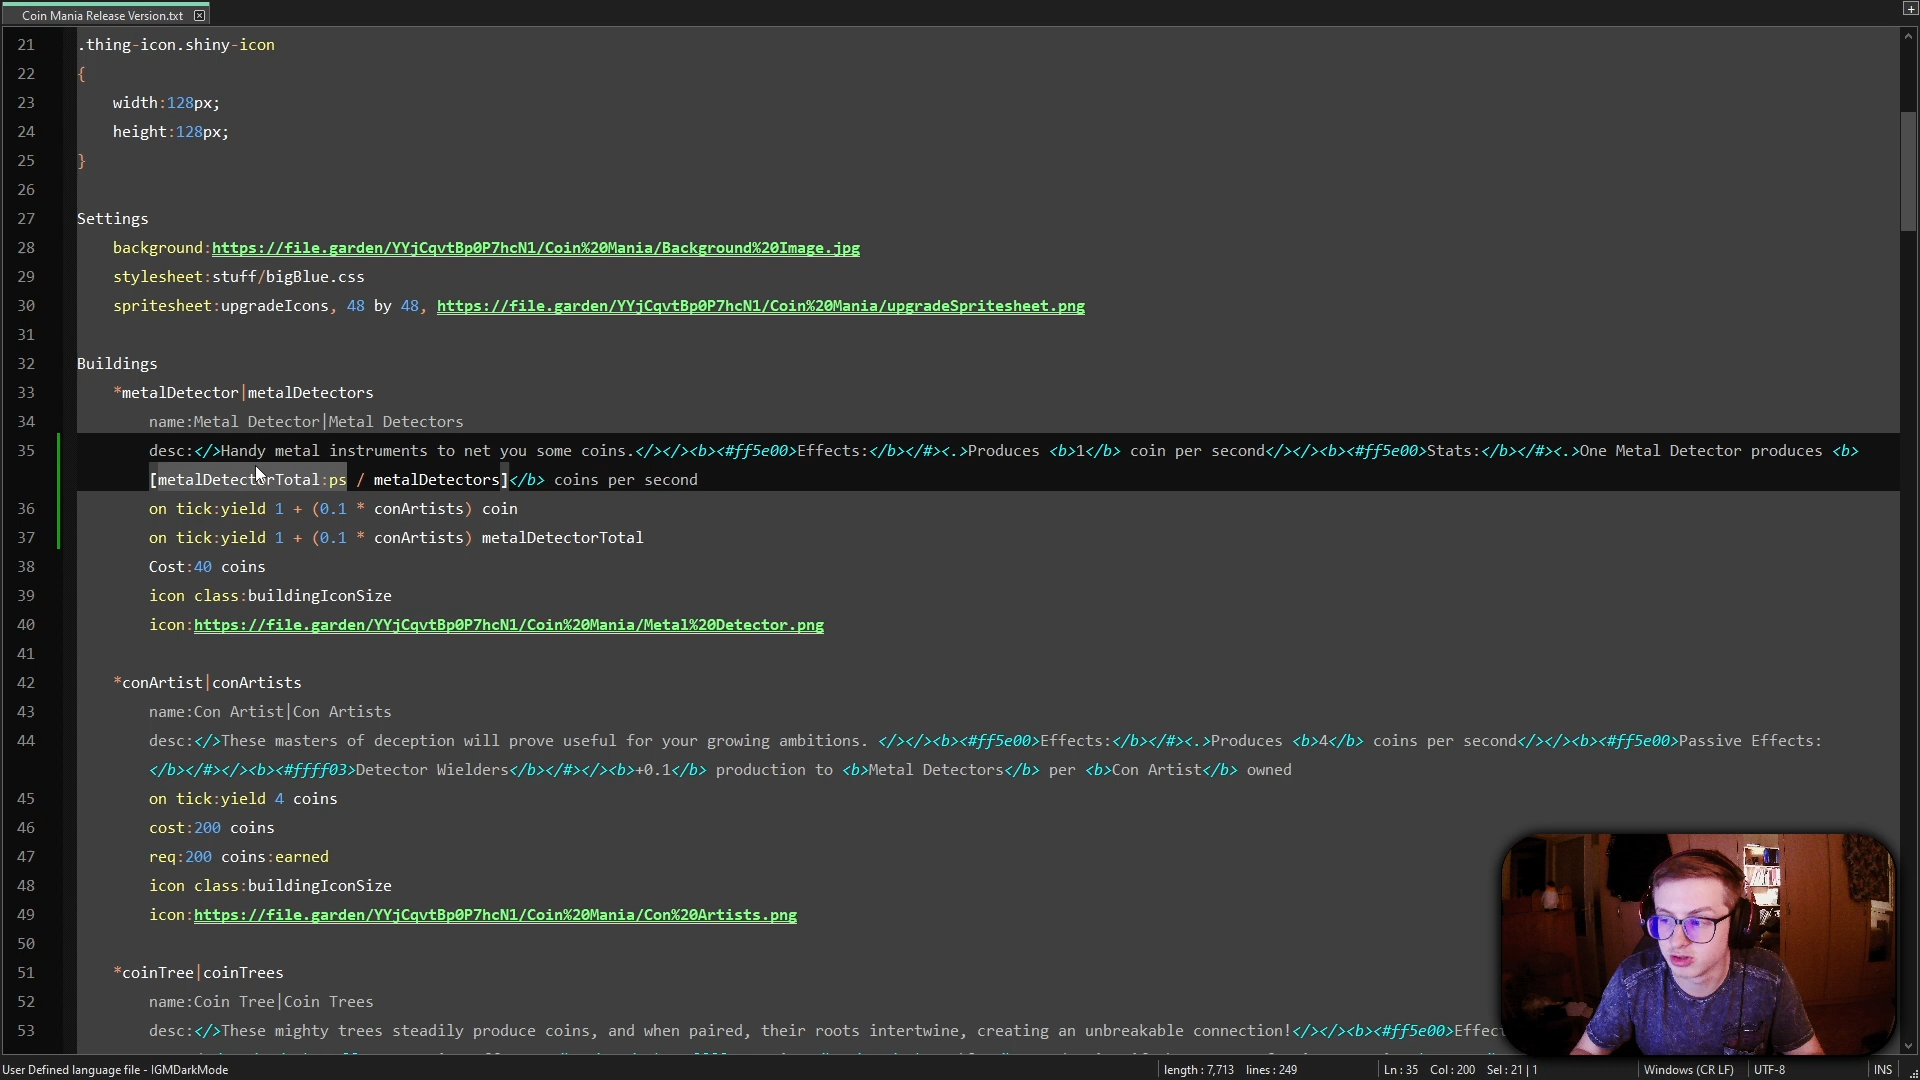 Coin Mania Release Version.txt
21 .thing-icon.shiny-icon
22 {
23 width:128px;
24 height:128px;
25 }
26
27 Settings
28 background:https://file.garden/YYjCqvtBp0P7hcN1/Coin%20Mania/Background%20Image.jpg
29 stylesheet:stuff/bigBlue.css
30 spritesheet:upgradeIcons, 48 by 48, https://file.garden/YYjCqvtBp0P7hcN1/Coin%20Mania/upgradeSpritesheet.png
31
32 Buildings
33 *metalDetector|metalDetectors
34 name:Metal Detector|Metal Detectors
35 desc:</>Handy metal instruments to net you some coins.</></><b><#ff5e00>Effects:</b></#><.>Produces <b>1</b> coin per second</></><b><#ff5e00>Stats:</b></#><.>One Metal Detector produces <b>
[metalDetectorTotal:ps / metalDetectors]</b> coins per second
36 on tick:yield 1 + (0.1 * conArtists) coin
37 on tick:yield 1 + (0.1 * conArtists) metalDetectorTotal
38 Cost:40 coins
39 icon class:buildingIconSize
40 icon:https://file.garden/YYjCqvtBp0P7hcN1/Coin%20Mania/Metal%20Detector.png
41
42 *conArtist|conArtists
43 name:Con Artist|Con Artists
44 desc:</>These masters of deception will prove useful for your growing ambitions. </></><b><#ff5e00>Effects:</b></#><.>Produces <b>4</b> coins per second</></><b><#ff5e00>Passive Effects:
</b></#></><b><#ffff03>Detector Wielders</b></#></><b>+0.1</b> production to <b>Metal Detectors</b> per <b>Con Artist</b> owned
45 on tick:yield 4 coins
46 cost:200 coins
47 req:200 coins:earned
48 icon class:buildingIconSize
49 icon:https://file.garden/YYjCqvtBp0P7hcN1/Coin%20Mania/Con%20Artists.png
50
51 *coinTree|coinTrees
52 name:Coin Tree|Coin Trees
53 desc:</>These mighty trees steadily produce coins, and when paired, their roots intertwine, creating an unbreakable connection!</></><b><#ff5e00>Effec
User Defined language file - IGMDarkMode length : 7,713 lines : 249 Ln : 35 Col : 200 Sel : 21 | 1 Windows (CR LF) UTF-8 INS